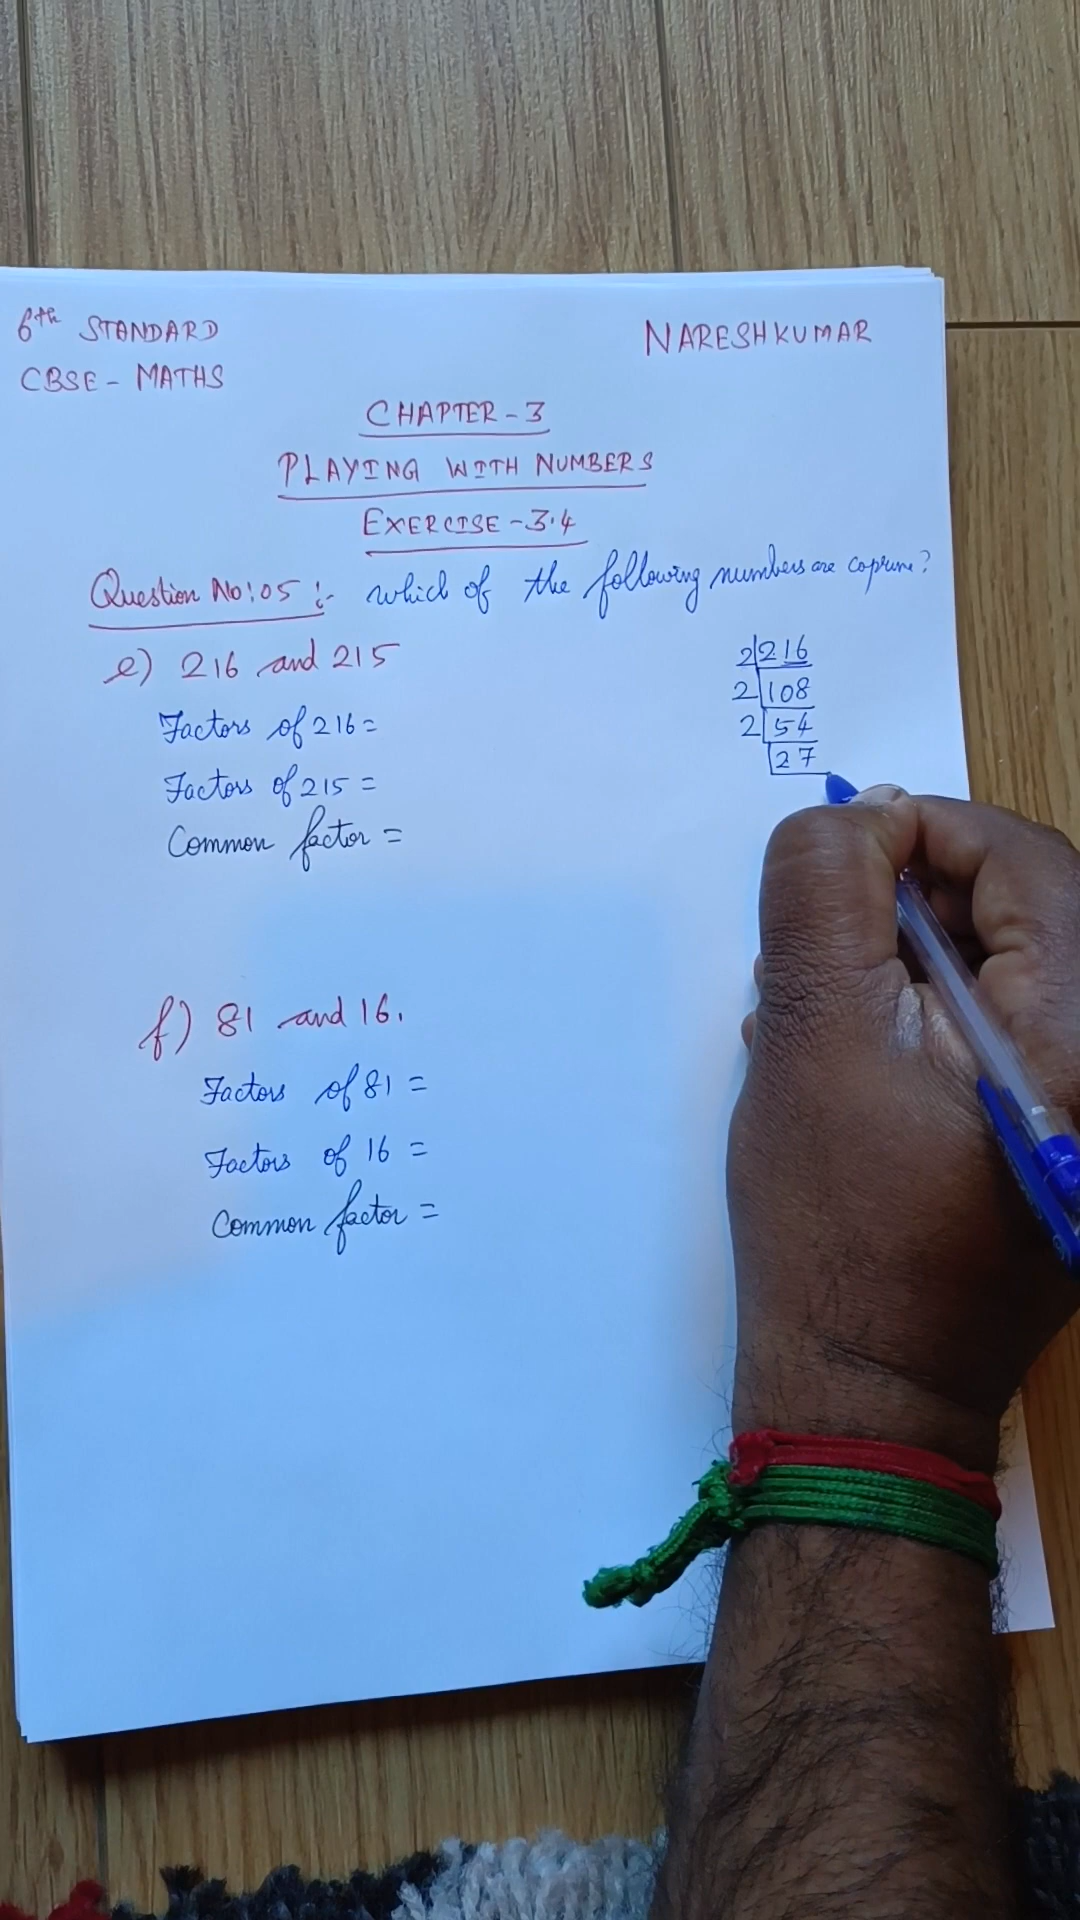 6th STANDARD
NARESHKUMAR
CBSE - MATHS
CHAPTER - 3
PLAYING WITH NUMBERS
EXERCISE - 3.4
Question No: 05 :- which of the following numbers are coprime?
e) 216 and 215
Factors of 216 =
Factors of 215 =
Common factor =
2 216
2 108
2 54
27
f) 81 and 16.
Factors of 81 =
Factors of 16 =
Common factor =